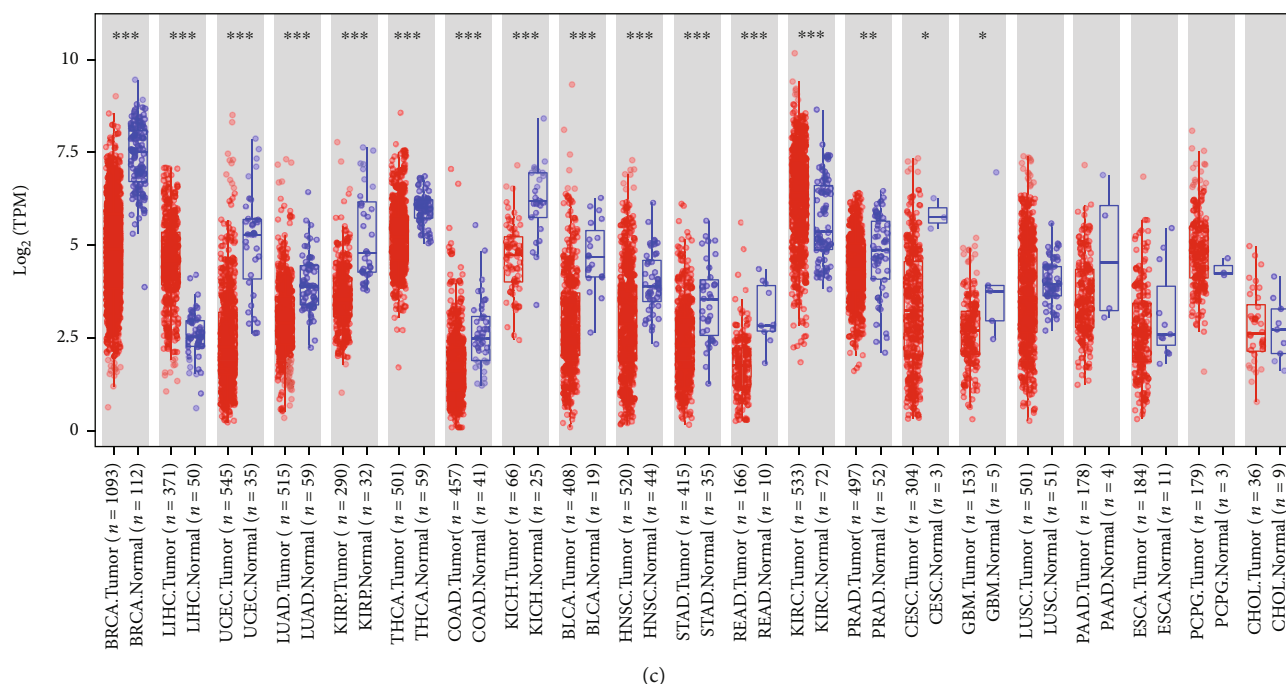 *** *** *** *** *** *** *** *** *** *** *** *** *** ** * *
10
7.5
5
2.5
0
Log2 (TPM)
BRCA.Tumor ( n = 1093)
BRCA.Normal ( n = 112)
LIHC.Tumor ( n = 371)
LIHC.Normal ( n = 50)
UCEC.Tumor ( n = 545)
UCEC.Normal ( n = 35)
LUAD.Tumor ( n = 515)
LUAD.Normal ( n = 59)
KIRP.Tumor ( n = 290)
KIRP.Normal ( n = 32)
THCA.Tumor ( n = 501)
THCA.Normal (n = 59)
COAD.Tumor( n = 457)
COAD.Normal ( n = 41)
KICH.Tumor ( n = 66)
KICH.Normal ( n = 25)
BLCA.Tumor ( n = 408)
BLCA.Normal ( n = 19)
HNSC.Tumor ( n = 520)
HNSC.Normal ( n = 44)
STAD.Tumor ( n = 415)
STAD.Normal ( n = 35)
READ.Tumor ( n = 166)
READ.Normal ( n = 10)
KIRC.Tumor ( n = 533)
KIRC.Normal ( n = 72)
PRAD.Tumor( n = 497)
PRAD.Normal ( n = 52)
CESC.Tumor ( n = 304)
CESC.Normal (n = 3)
GBM.Tumor ( n = 153)
GBM.Normal ( n = 5)
LUSC.Tumor ( n = 501)
LUSC.Normal ( n = 51)
PAAD.Tumor ( n = 178)
PAAD.Normal ( n = 4)
ESCA.Tumor ( n = 184)
ESCA.Normal ( n = 11)
PCPG.Tumor ( n = 179)
PCPG.Normal ( n = 3)
CHOL.Tumor ( n = 36)
CHOL.Normal ( n = 9)
(c)